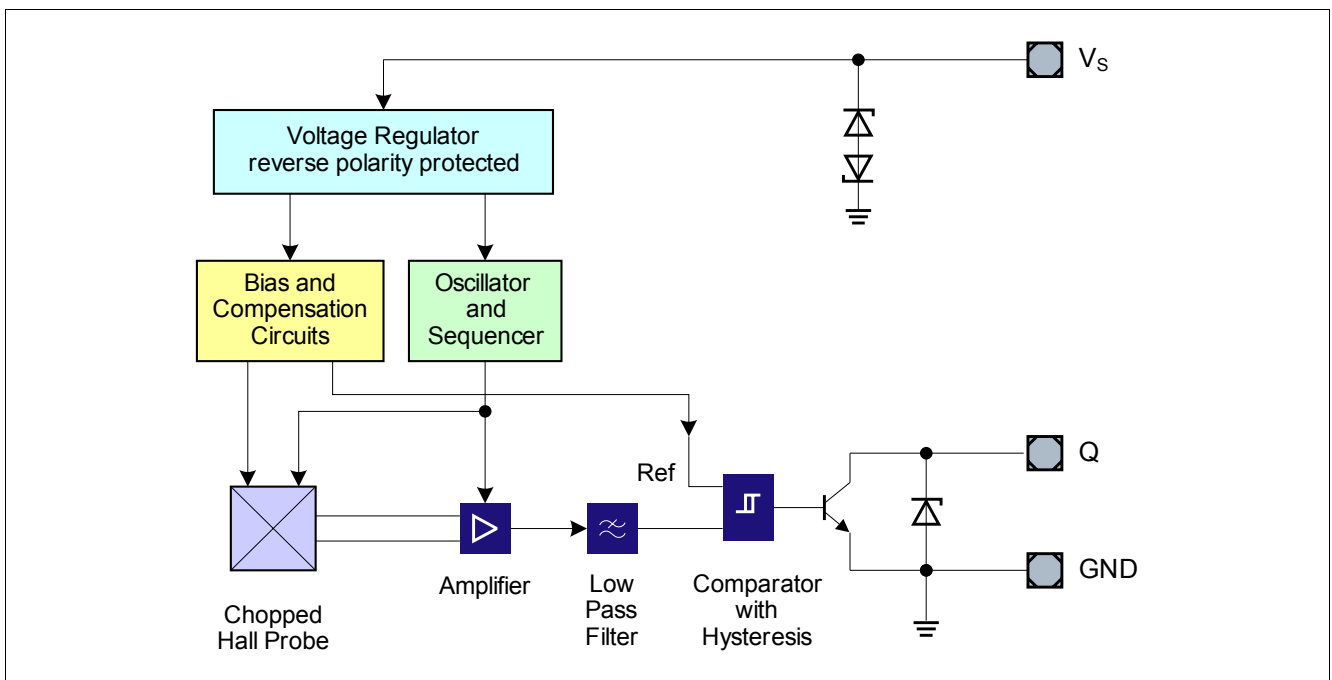 V_S
Voltage Regulator
reverse polarity protected
Bias and
Compensation
Circuits
Oscillator
and
Sequencer
Ref
Q
GND
Amplifier
Low
Pass
Filter
Comparator
with
Hysteresis
Chopped
Hall Probe